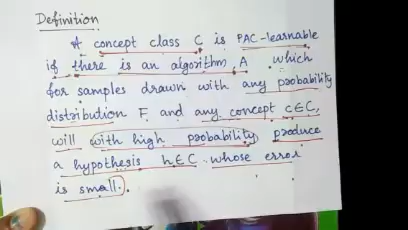 Definition
A concept class C is PAC-learnable
if there is an algorithm A which
for samples drawn with any probability
distribution F and any concept c∈C,
will (with high probability) produce
a hypothesis h∈C whose error
is small).